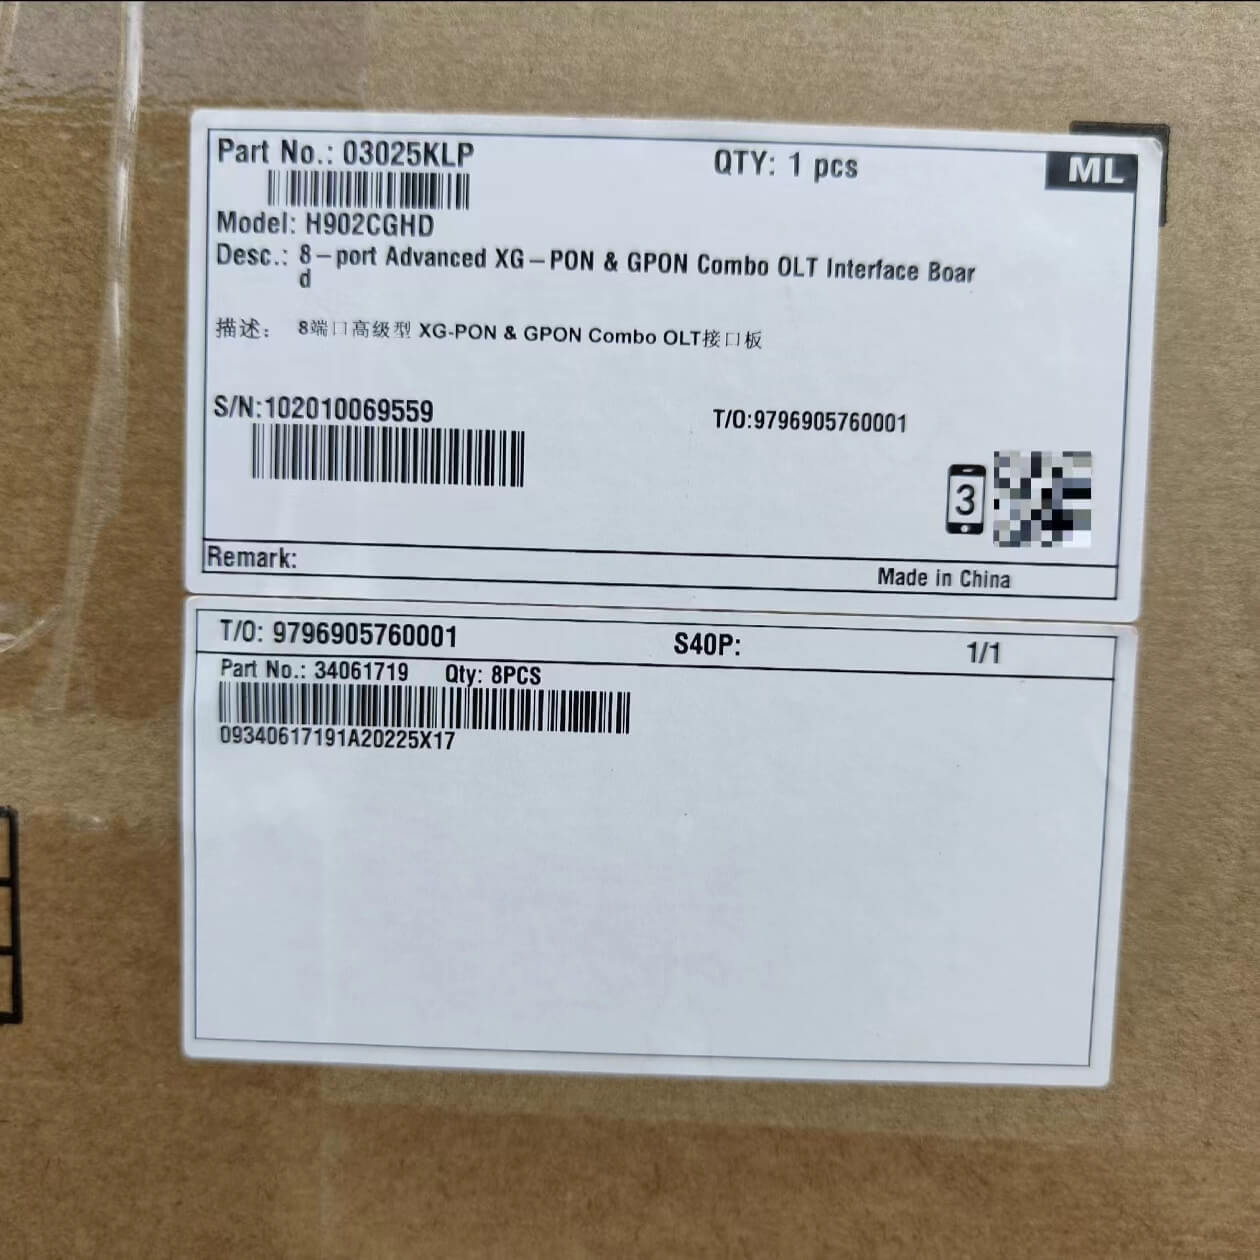 Part No.: 03025KLP
QTY: 1 pcs
ML
Model: H902CGHD
Desc.: 8-port Advanced XG-PON & GPON Combo OLT Interface Boar
d
描述: 8端口高级型 XG-PON & GPON Combo OLT接口板
S/N:102010069559
T/O:9796905760001
3
Remark:
Made in China
T/O: 9796905760001 S40P: 1/1
Part No.: 34061719 Qty: 8PCS
09340617191A20225X17